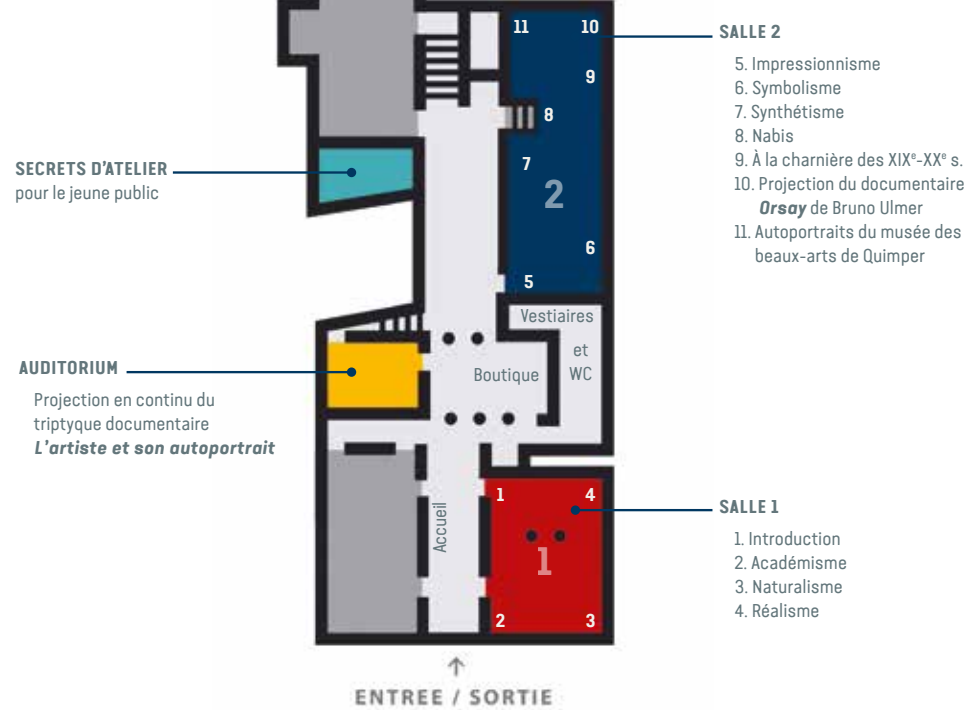 SECRETS D'ATELIER
pour le jeune public
AUDITORIUM
Projection en continu du
triptyque documentaire
L'artiste et son autoportrait
11
10
9
8
7
2
6
5
Vestiaires
et
WC
Boutique
Accueil
1
4
1
2
3
ENTREE / SORTIE
SALLE 2
5. Impressionnisme
6. Symbolisme
7. Synthétisme
8. Nabis
9. À la charnière des XIXᵉ-XXᵉ s.
10. Projection du documentaire
Orsay de Bruno Ulmer
11. Autoportraits du musée des
beaux-arts de Quimper
SALLE 1
1. Introduction
2. Académisme
3. Naturalisme
4. Réalisme